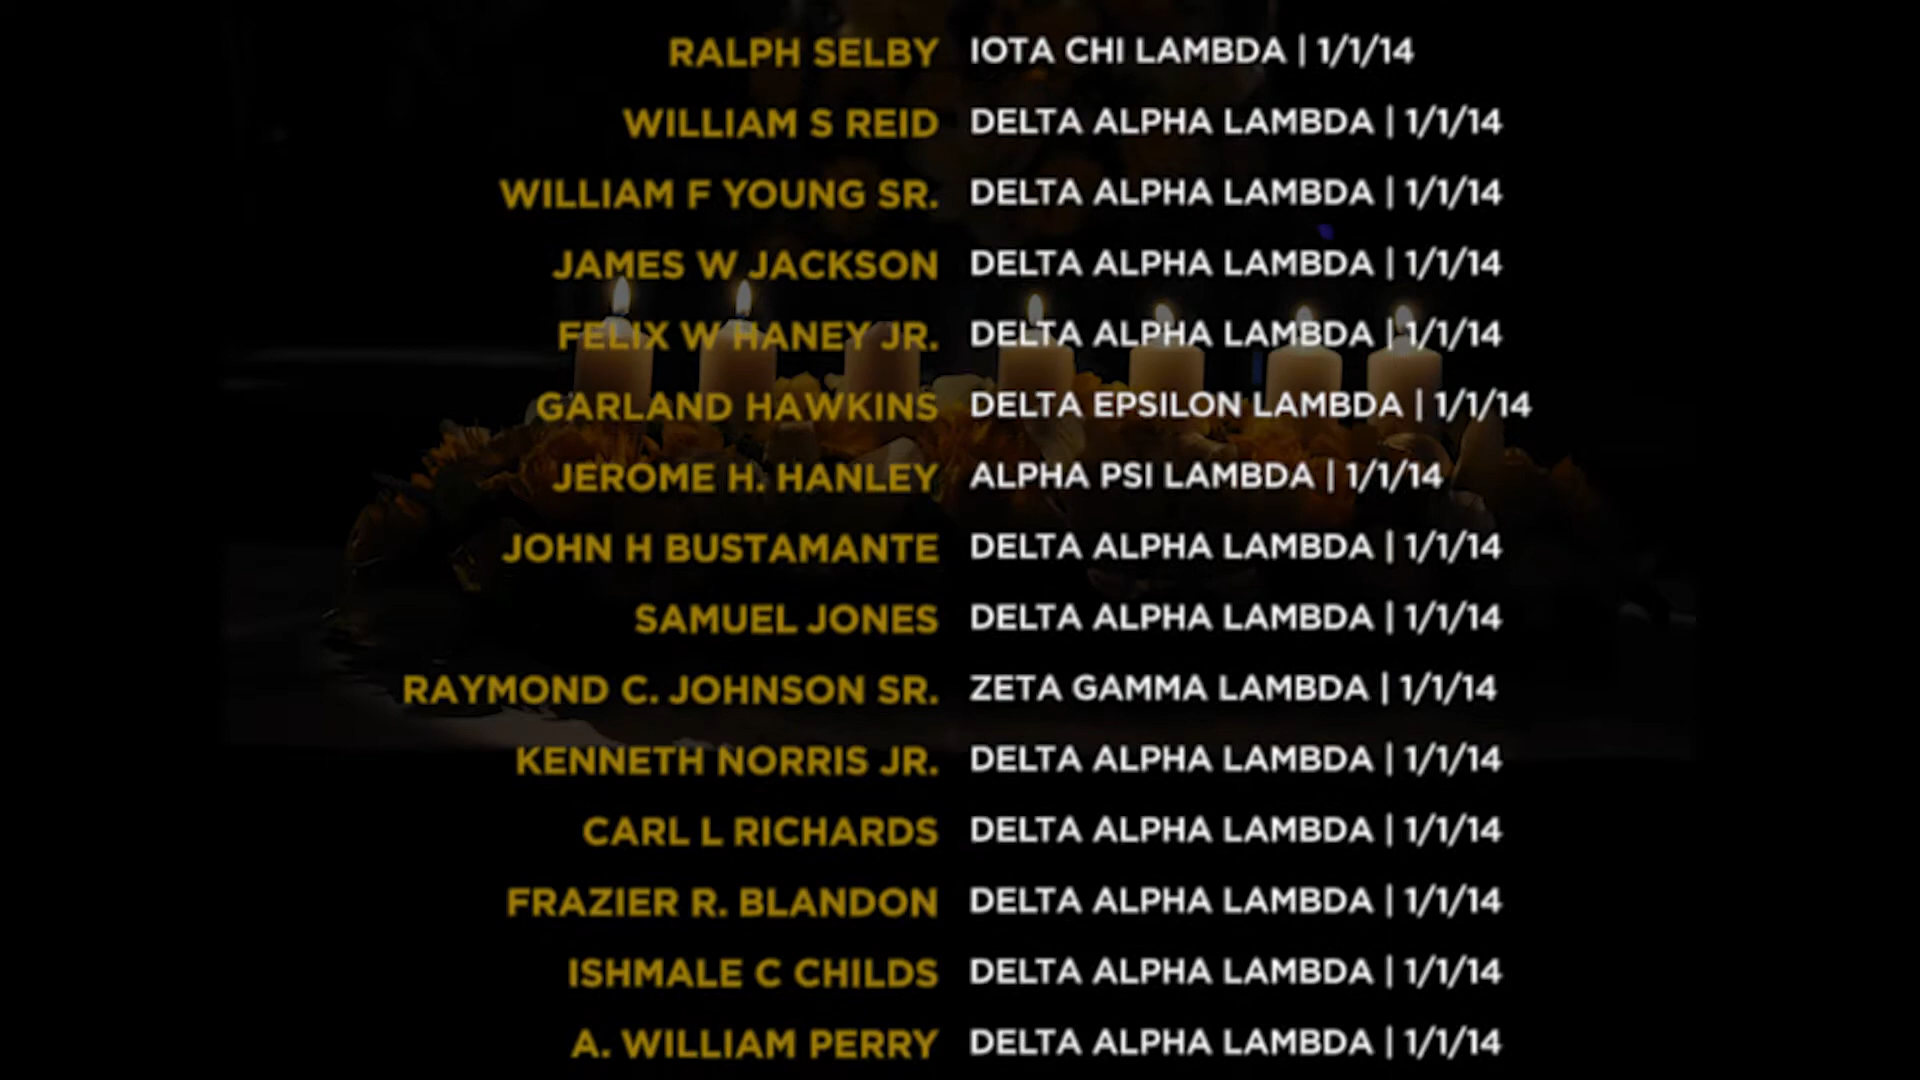 RALPH SELBY IOTA CHI LAMBDA | 1/1/14
WILLIAM S REID DELTA ALPHA LAMBDA | 1/1/14
WILLIAM F YOUNG SR. DELTA ALPHA LAMBDA | 1/1/14
JAMES W JACKSON DELTA ALPHA LAMBDA | 1/1/14
FELIX W HANEY JR. DELTA ALPHA LAMBDA | 1/1/14
GARLAND HAWKINS DELTA EPSILON LAMBDA | 1/1/14
JEROME H. HANLEY ALPHA PSI LAMBDA | 1/1/14
JOHN H BUSTAMANTE DELTA ALPHA LAMBDA | 1/1/14
SAMUEL JONES DELTA ALPHA LAMBDA | 1/1/14
RAYMOND C. JOHNSON SR. ZETA GAMMA LAMBDA | 1/1/14
KENNETH NORRIS JR. DELTA ALPHA LAMBDA | 1/1/14
CARL L RICHARDS DELTA ALPHA LAMBDA | 1/1/14
FRAZIER R. BLANDON DELTA ALPHA LAMBDA | 1/1/14
ISHMALE C CHILDS DELTA ALPHA LAMBDA | 1/1/14
A. WILLIAM PERRY DELTA ALPHA LAMBDA | 1/1/14